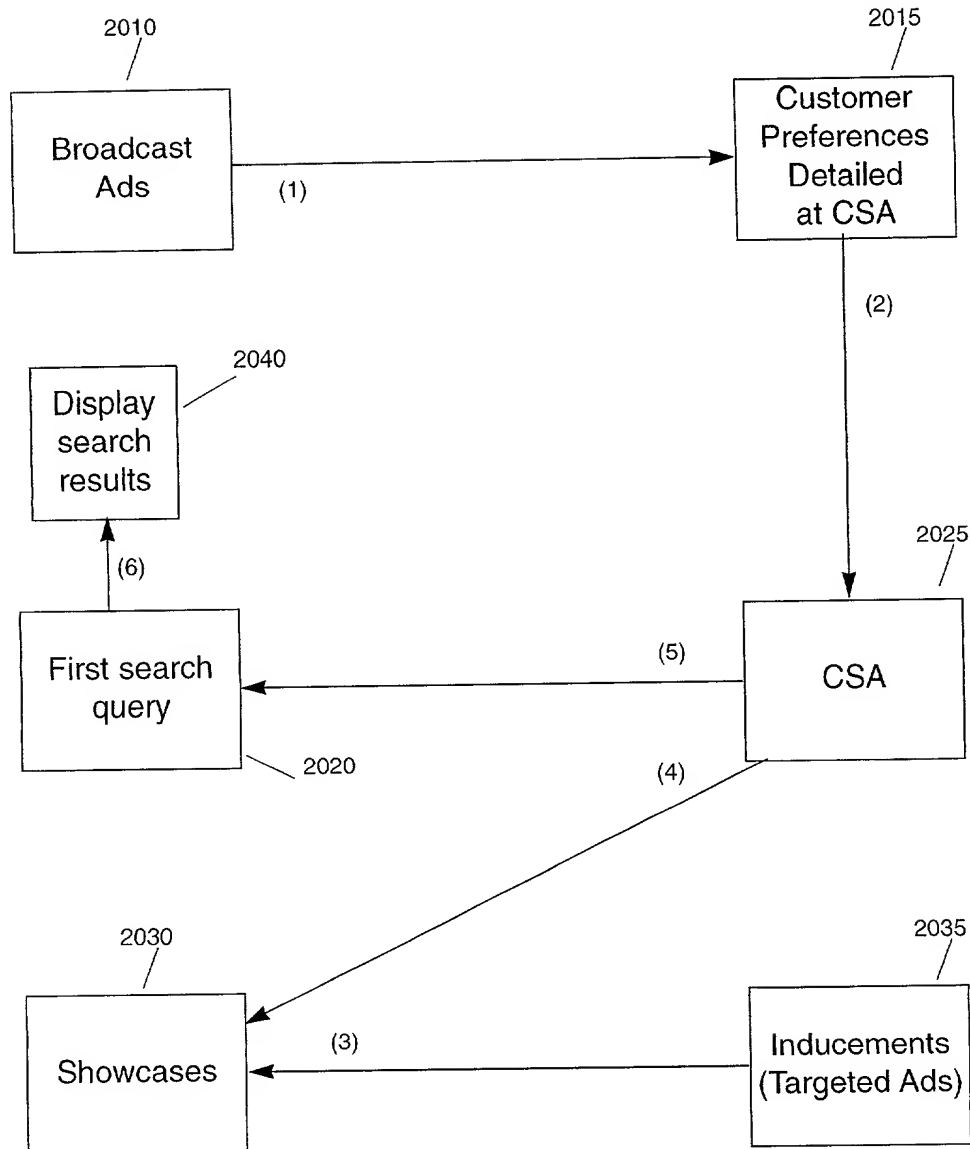 2010
2015
Broadcast
Ads
Customer
Preferences
Detailed
at CSA
(1)
(2)
2040
Display
search
results
(6)
2025
First search
query
(5)
CSA
2020
(4)
2030
2035
Showcases
(3)
Inducements
(Targeted Ads)